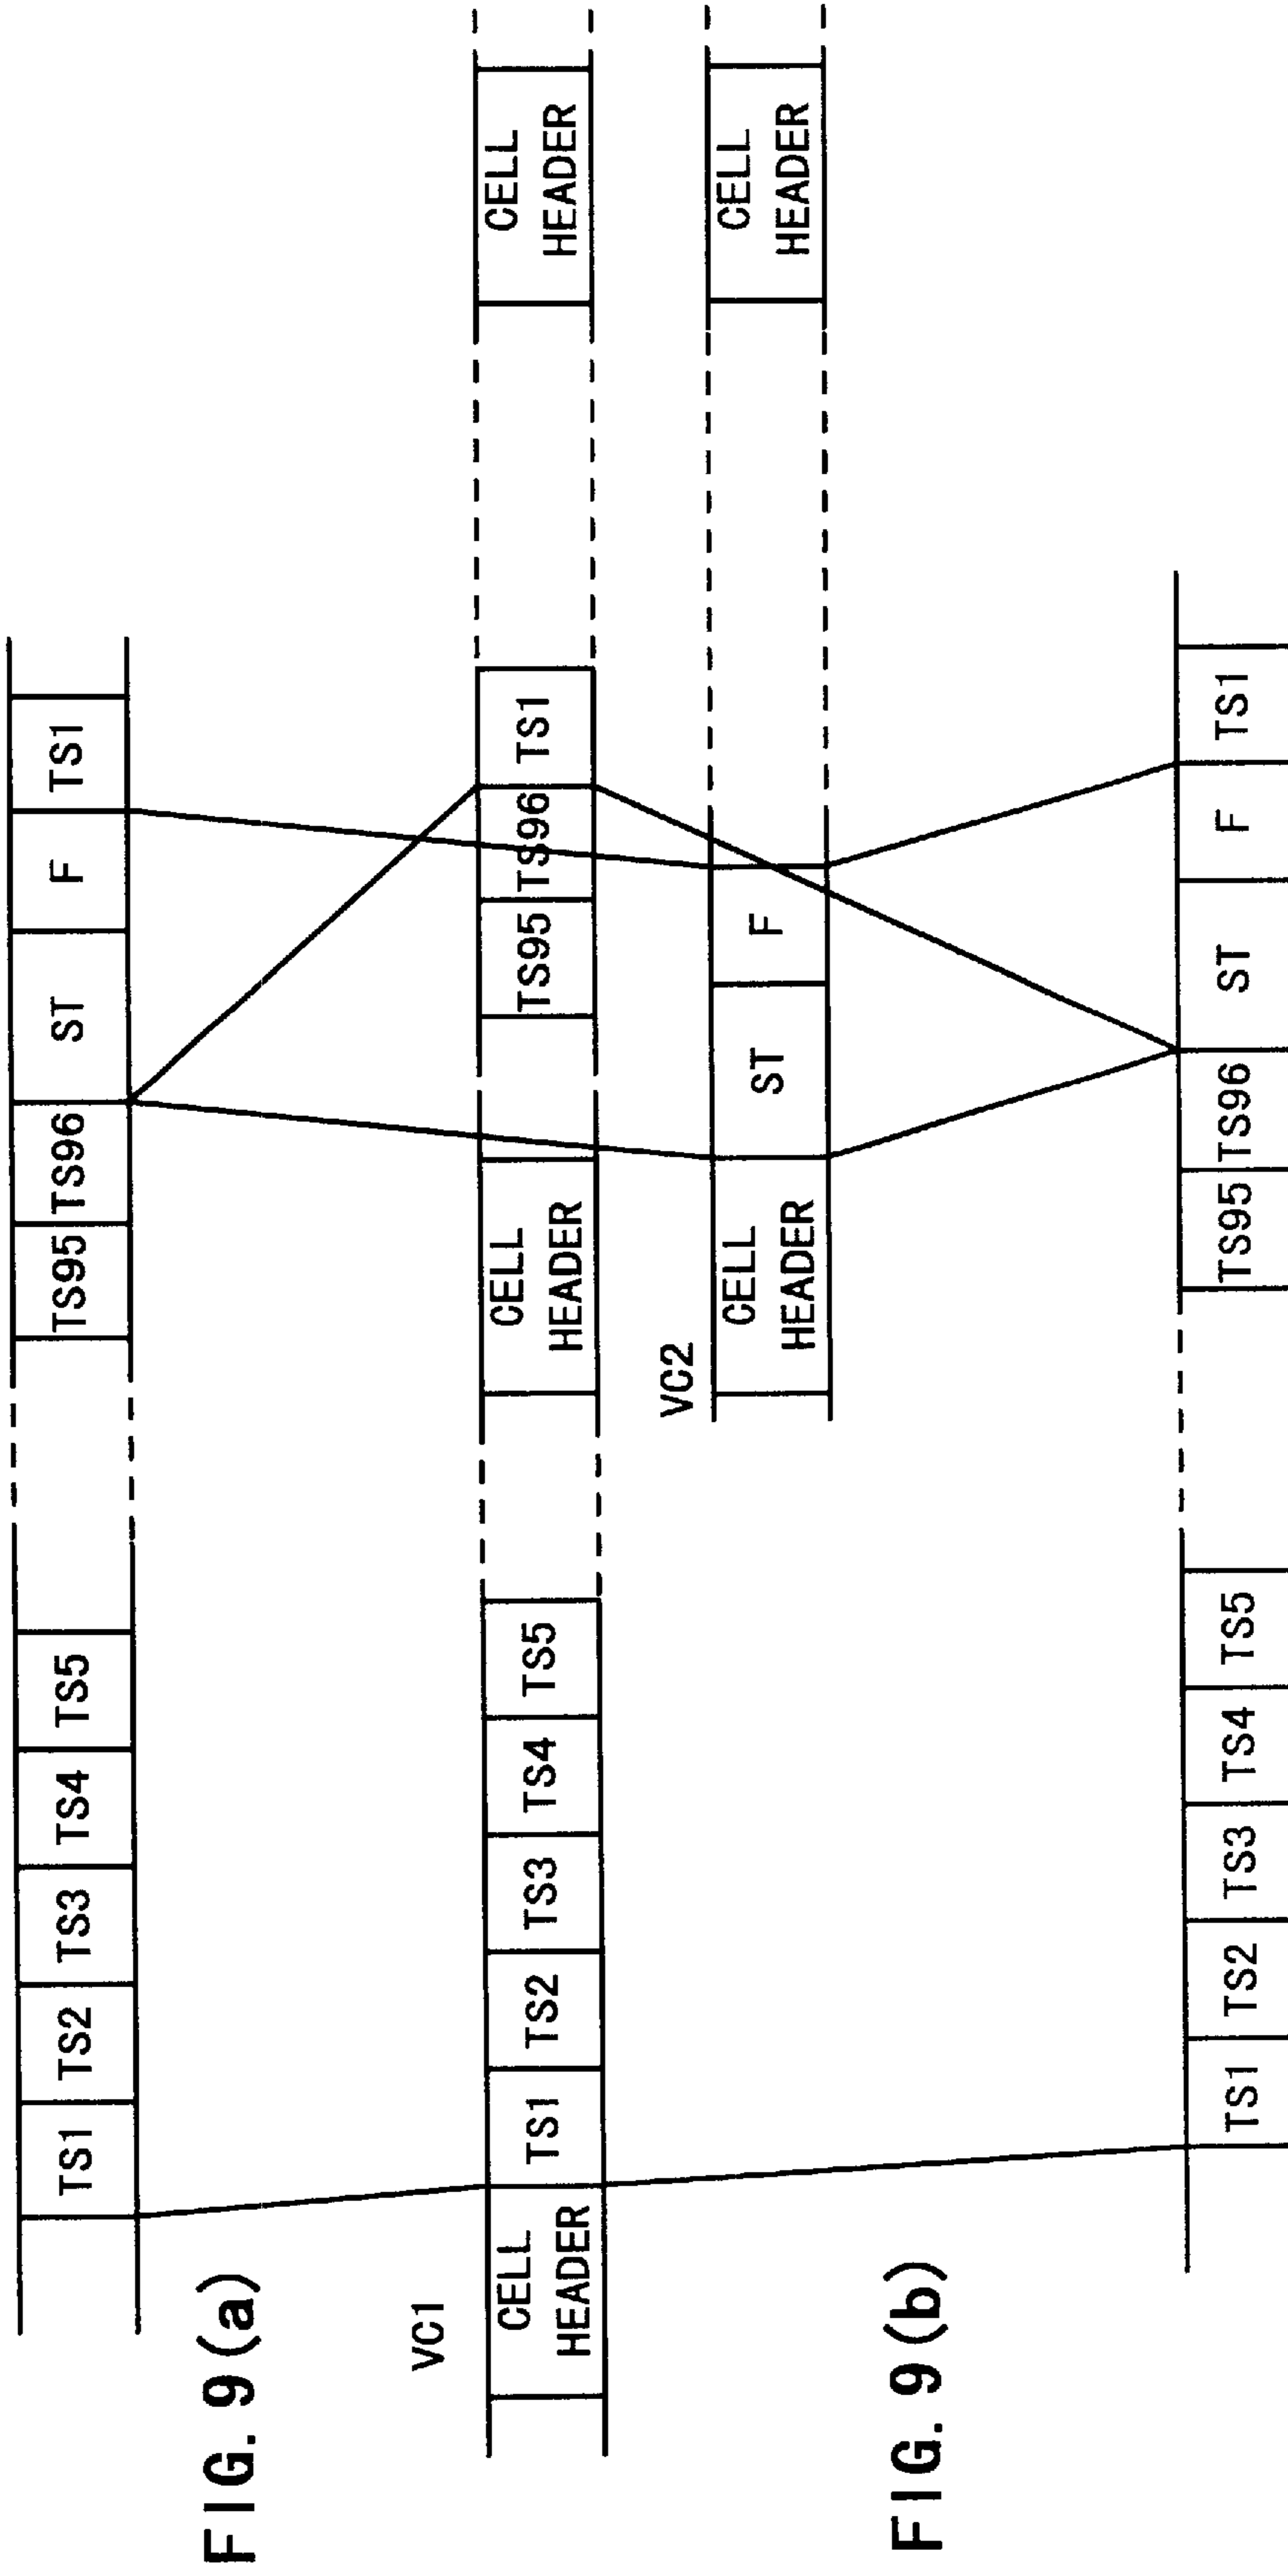 TS1 TS2 TS3 TS4 TS5 TS95 TS96 ST F TS1
FIG. 9(a)
VC1
CELL HEADER TS1 TS2 TS3 TS4 TS5 CELL HEADER TS95 TS96 TS1 CELL HEADER
VC2
CELL HEADER ST F CELL HEADER
FIG. 9(b)
TS1 TS2 TS3 TS4 TS5 TS95 TS96 ST F TS1